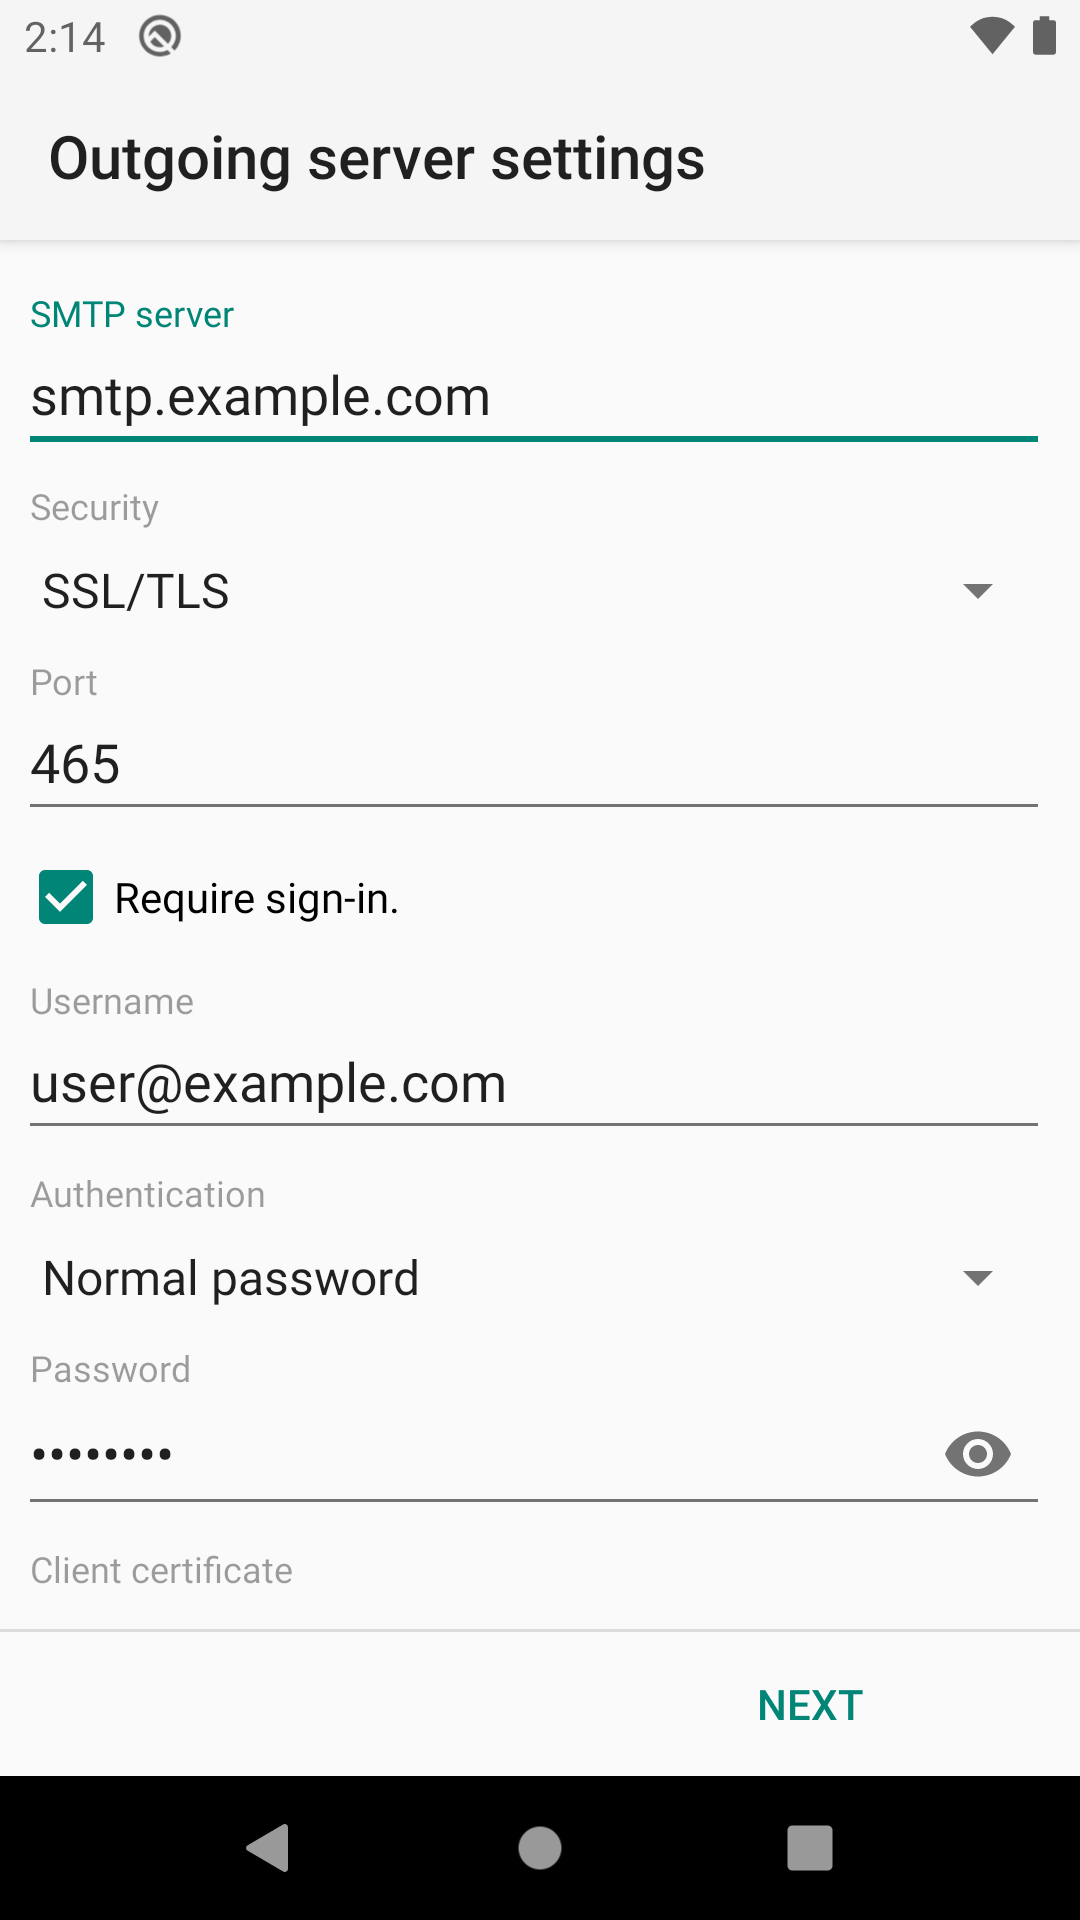 2:14
Outgoing server settings
SMTP server
smtp.example.com
Security
SSL/TLS
Port
465
Require sign-in.
Username
user@example.com
Authentication
Normal password
Password
••••••••
Client certificate
NEXT